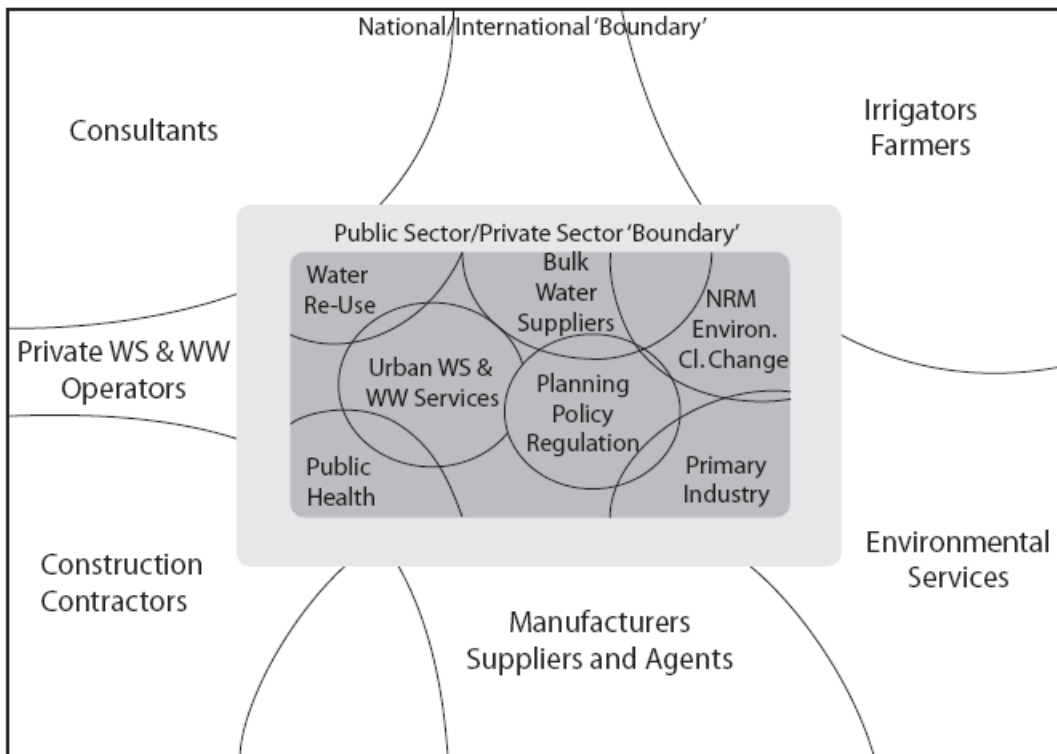 National/International ‘Boundary’
Consultants
Irrigators
Farmers
Public Sector/Private Sector ‘Boundary’
Water
Re-Use
Bulk
Water
Suppliers
NRM
Environ.
Cl. Change
Private WS & WW
Operators
Urban WS &
WW Services
Planning
Policy
Regulation
Public
Health
Primary
Industry
Construction
Contractors
Environmental
Services
Manufacturers
Suppliers and Agents